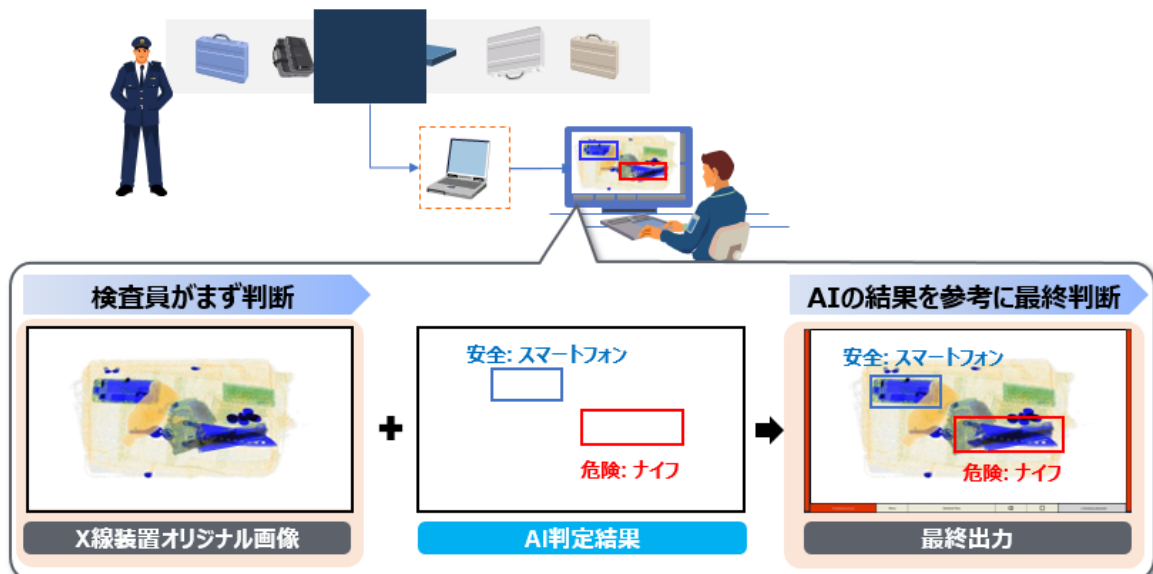 検査員がまず判断
AIの結果を参考に最終判断
安全: スマートフォン
危険: ナイフ
安全: スマートフォン
危険: ナイフ
X線装置オリジナル画像
AI判定結果
最終出力